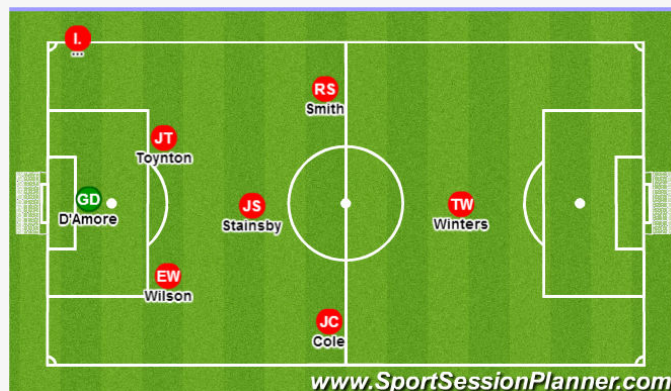 I.
...
RS
Smith
JT
Toynton
GD
D'Amore
JS
Stainsby
TW
Winters
EW
Wilson
JC
Cole
www.SportSessionPlanner.com